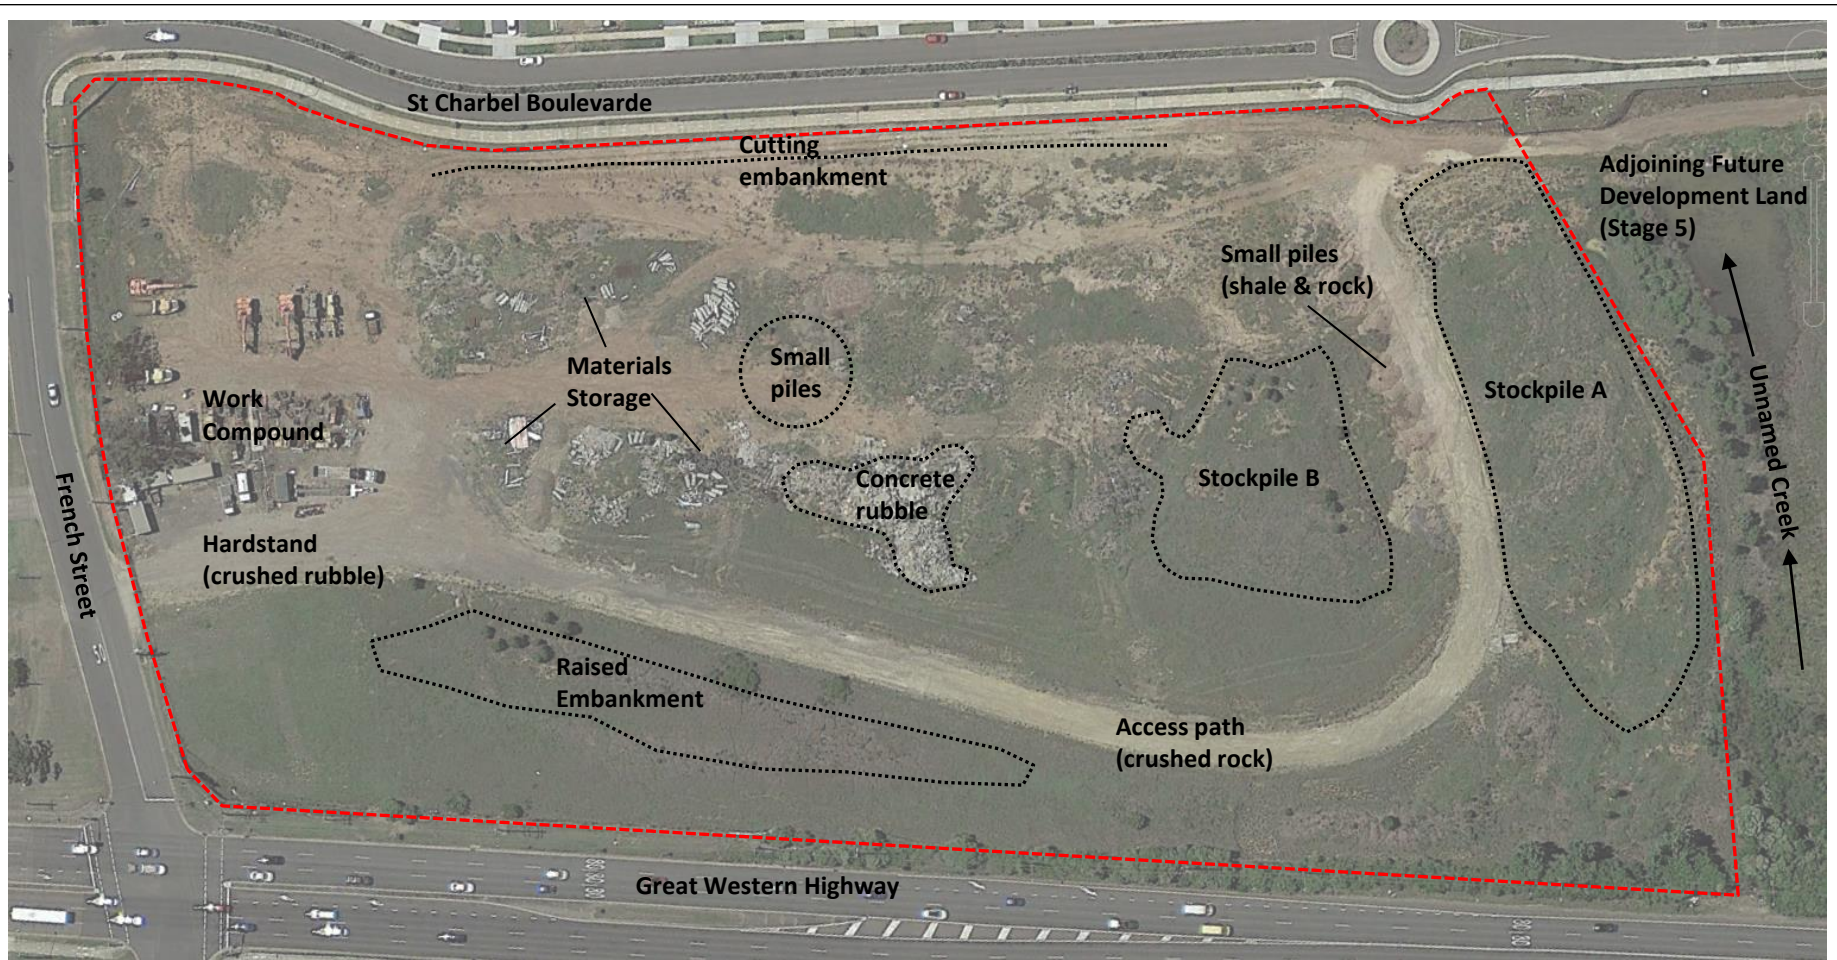 St Charbel Boulevarde
Cutting
embankment
Adjoining Future
Development Land
(Stage 5)
Small piles
(shale & rock)
Materials
Storage
Small
piles
Stockpile A
Work
Compound
Unnamed Creek
Stockpile B
Concrete
rubble
French Street
Hardstand
(crushed rubble)
Raised
Embankment
Access path
(crushed rock)
Great Western Highway